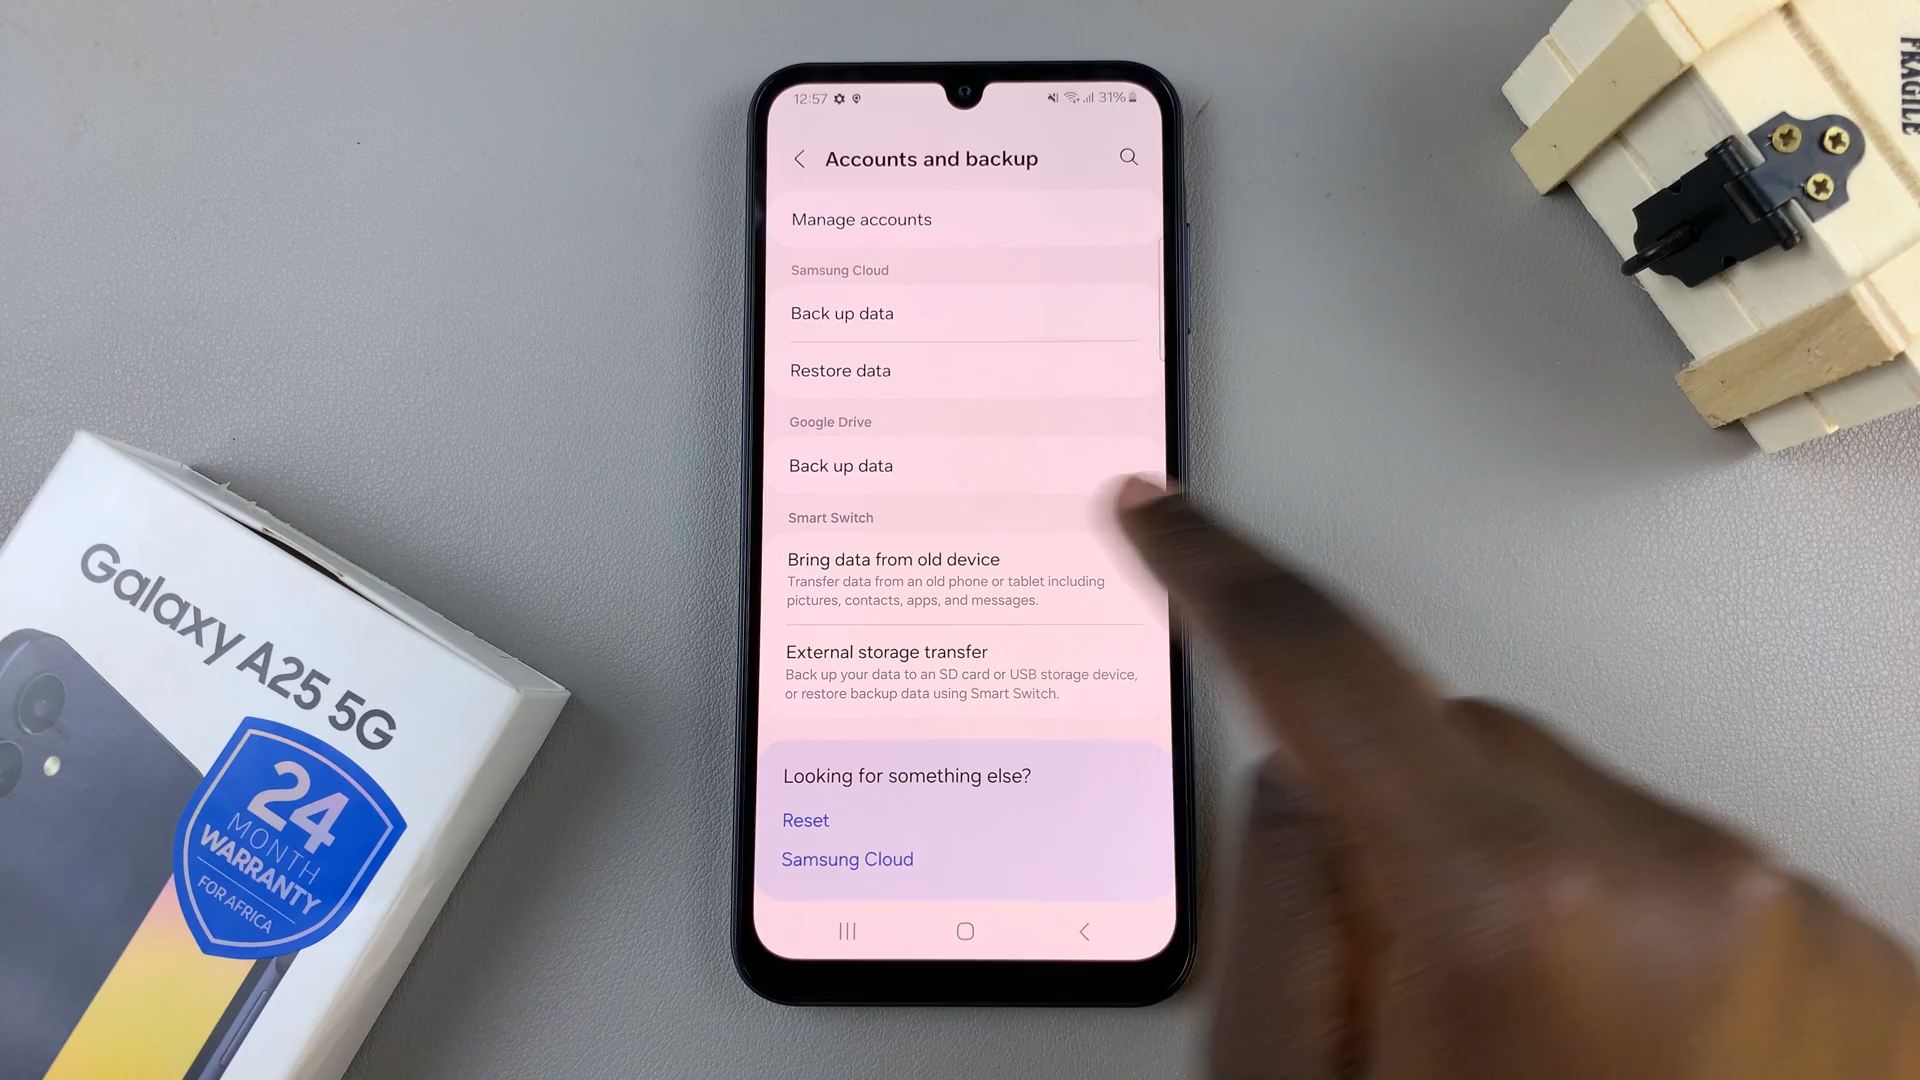 12:57
31%
Accounts and backup
Manage accounts
Samsung Cloud
Back up data
Restore data
Google Drive
Back up data
Smart Switch
Bring data from old device
Transfer data from an old phone or tablet including
pictures, contacts, apps, and messages.
External storage transfer
Back up your data to an SD card or USB storage device,
or restore backup data using Smart Switch.
Looking for something else?
Reset
Samsung Cloud
Galaxy A25 5G
24
MONTH
WARRANTY
FOR AFRICA
FRAGILE